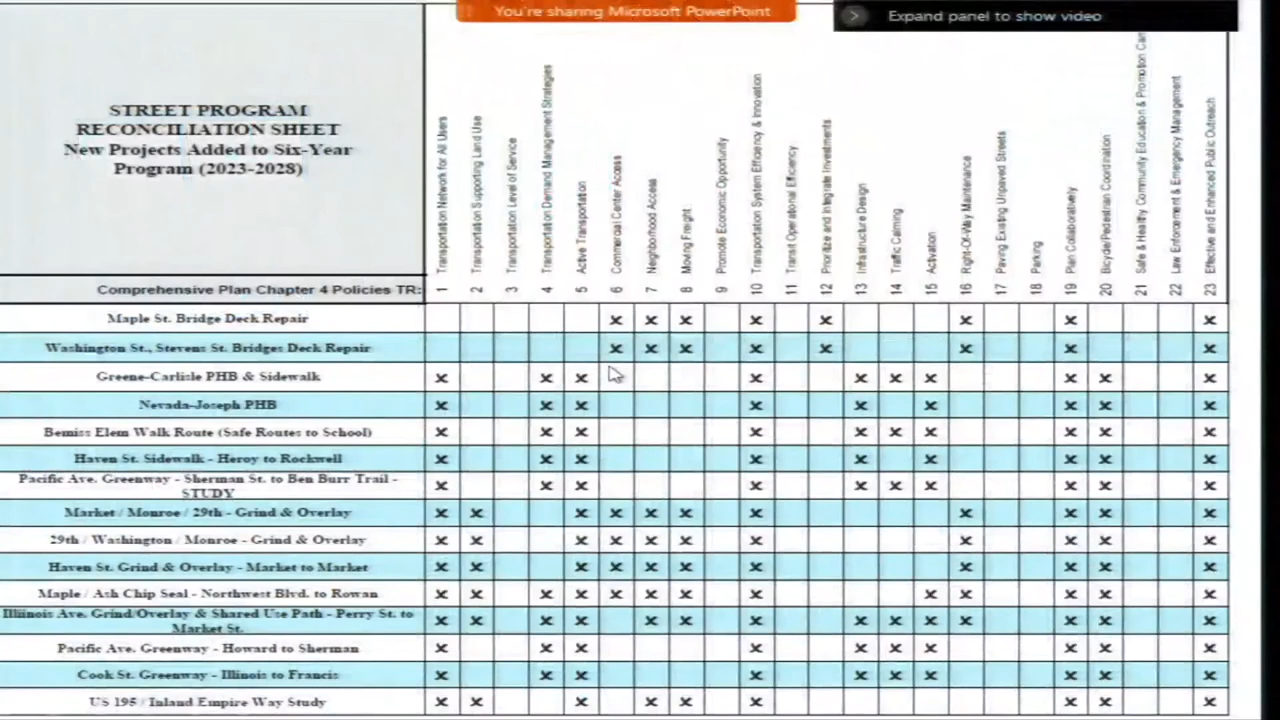 You're sharing Microsoft PowerPoint
Expand panel to show video
STREET PROGRAM
RECONCILIATION SHEET
New Projects Added to Six-Year
Program (2023-2028)
Transportation Network for All Users
Transportation Supporting Land Use
Transportation Level of Service
Transportation Demand Management Strategies
Active Transportation
Commercial Center Access
Neighborhood Access
Moving Freight
Promote Economic Opportunity
Transportation System Efficiency & Innovation
Transit Operational Efficiency
Prioritize and Integrate Investments
Infrastructure Design
Traffic Calming
Activation
Right-Of-Way Maintenance
Paving Existing Unpaved Streets
Parking
Plan Collaboratively
Bicycle/Pedestrian Coordination
Safe & Healthy Community Education & Promotion
Law Enforcement & Emergency Management
Effective and Enhanced Public Outreach
Comprehensive Plan Chapter 4 Policies TR: 1 2 3 4 5 6 7 8 9 10 11 12 13 14 15 16 17 18 19 20 21 22 23
Maple St. Bridge Deck Repair x x x x x x x x
Washington St., Stevens St. Bridges Deck Repair x x x x x x x x
Greene-Carlisle PHB & Sidewalk x x x x x x x x x x
Nevada-Joseph PHB x x x x x x x x x
Bemiss Elem Walk Route (Safe Routes to School) x x x x x x x x x x
Haven St. Sidewalk - Heroy to Rockwell x x x x x x x x x
Pacific Ave. Greenway - Sherman St. to Ben Burr Trail -
STUDY x x x x x x x x x x
Market / Monroe / 29th - Grind & Overlay x x x x x x x x x x x
29th / Washington / Monroe - Grind & Overlay x x x x x x x x x x x
Haven St. Grind & Overlay - Market to Market x x x x x x x x x x x
Maple / Ash Chip Seal - Northwest Blvd. to Rowan x x x x x x x x x x x x x
Illinois Ave. Grind/Overlay & Shared Use Path - Perry St. to
Market St. x x x x x x x x x x x x x x
Pacific Ave. Greenway - Howard to Sherman x x x x x x x x x x
Cook St. Greenway - Illinois to Francis x x x x x x x x x x
US 195 / Inland Empire Way Study x x x x x x x x x